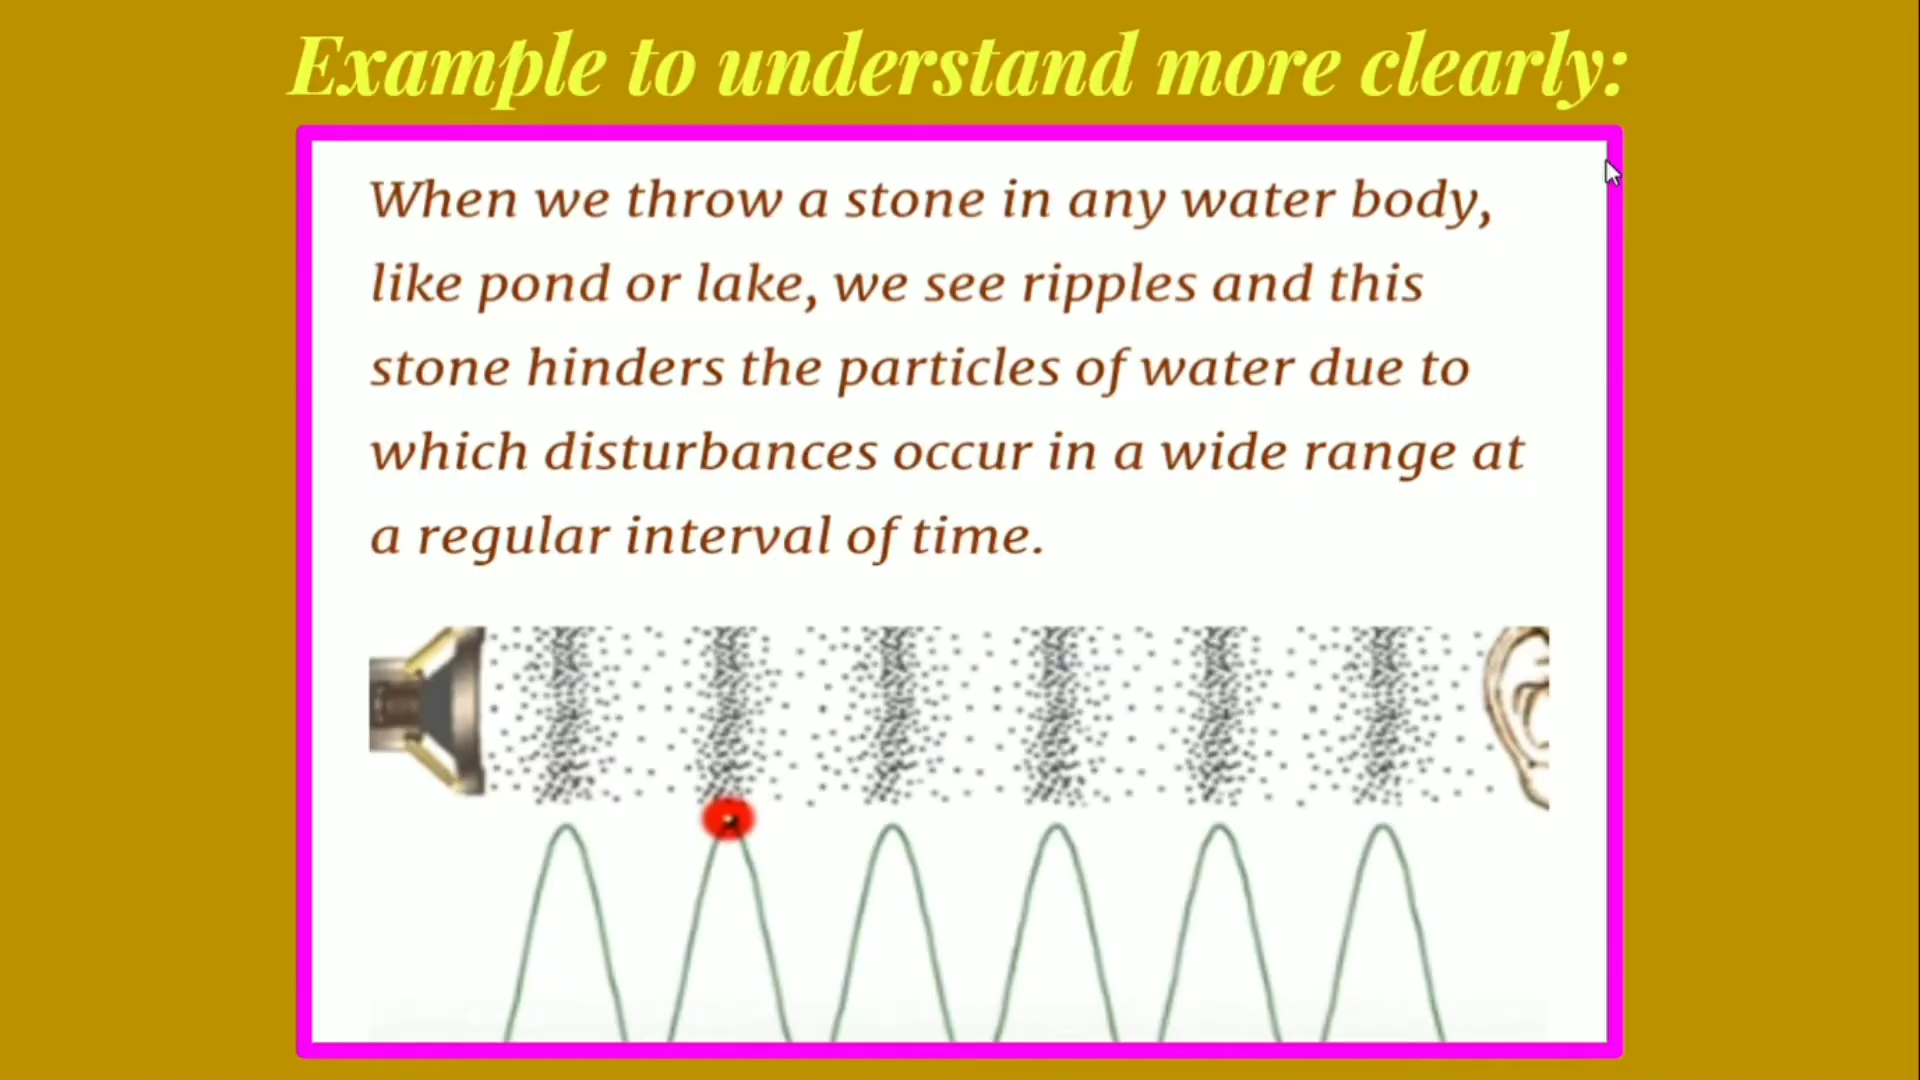 Example to understand more clearly:
When we throw a stone in any water body,
like pond or lake, we see ripples and this
stone hinders the particles of water due to
which disturbances occur in a wide range at
a regular interval of time.